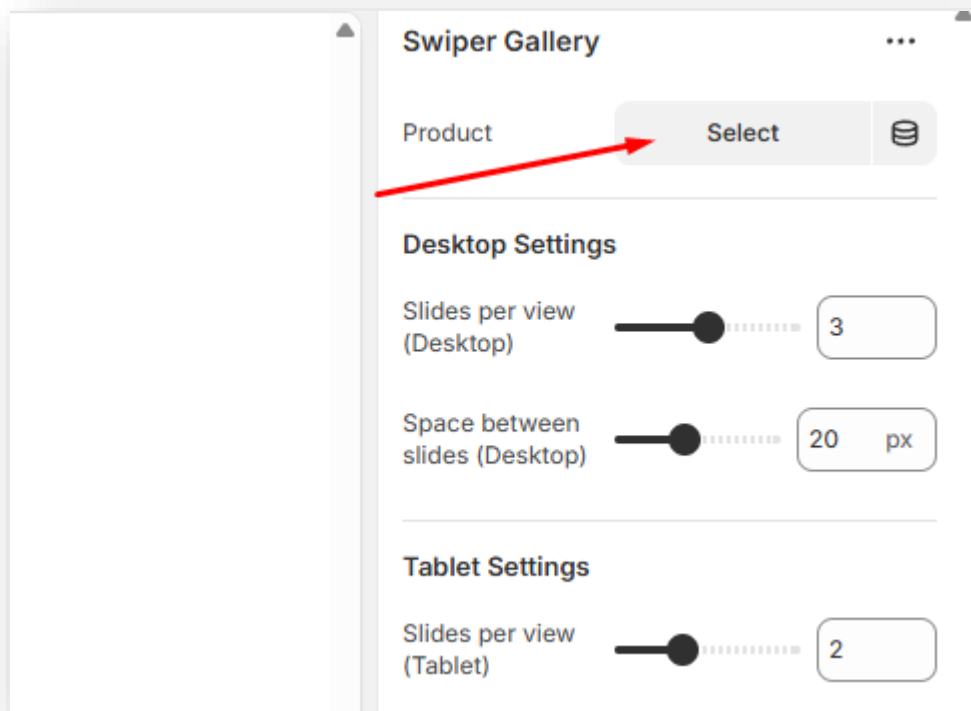 Swiper Gallery
Product
Select
Desktop Settings
Slides per view
(Desktop)
3
Space between
slides (Desktop)
20 px
Tablet Settings
Slides per view
(Tablet)
2